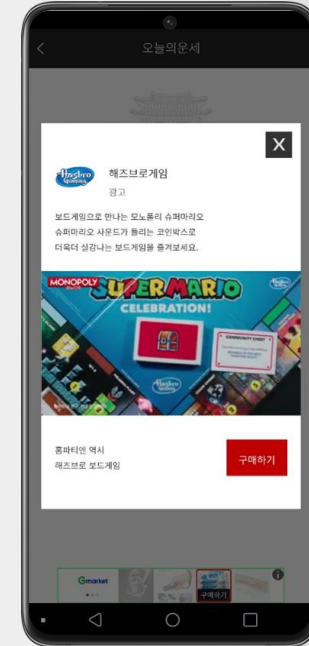 오늘의운세
X
Hasbro
Gaming
해즈브로게임
광고
보드게임으로 만나는 모노폴리 슈퍼마리오
슈퍼마리오 사운드가 틀리는 코인박스로
더욱더 실감나는 보드게임을 즐겨보세요.
MONOPOLY
SUPER MARIO
CELEBRATION!
COMMUNITY CHEST
Hasbro
홈파티엔 역시
해즈브로 보드게임
구매하기
Gmarket
구매하기